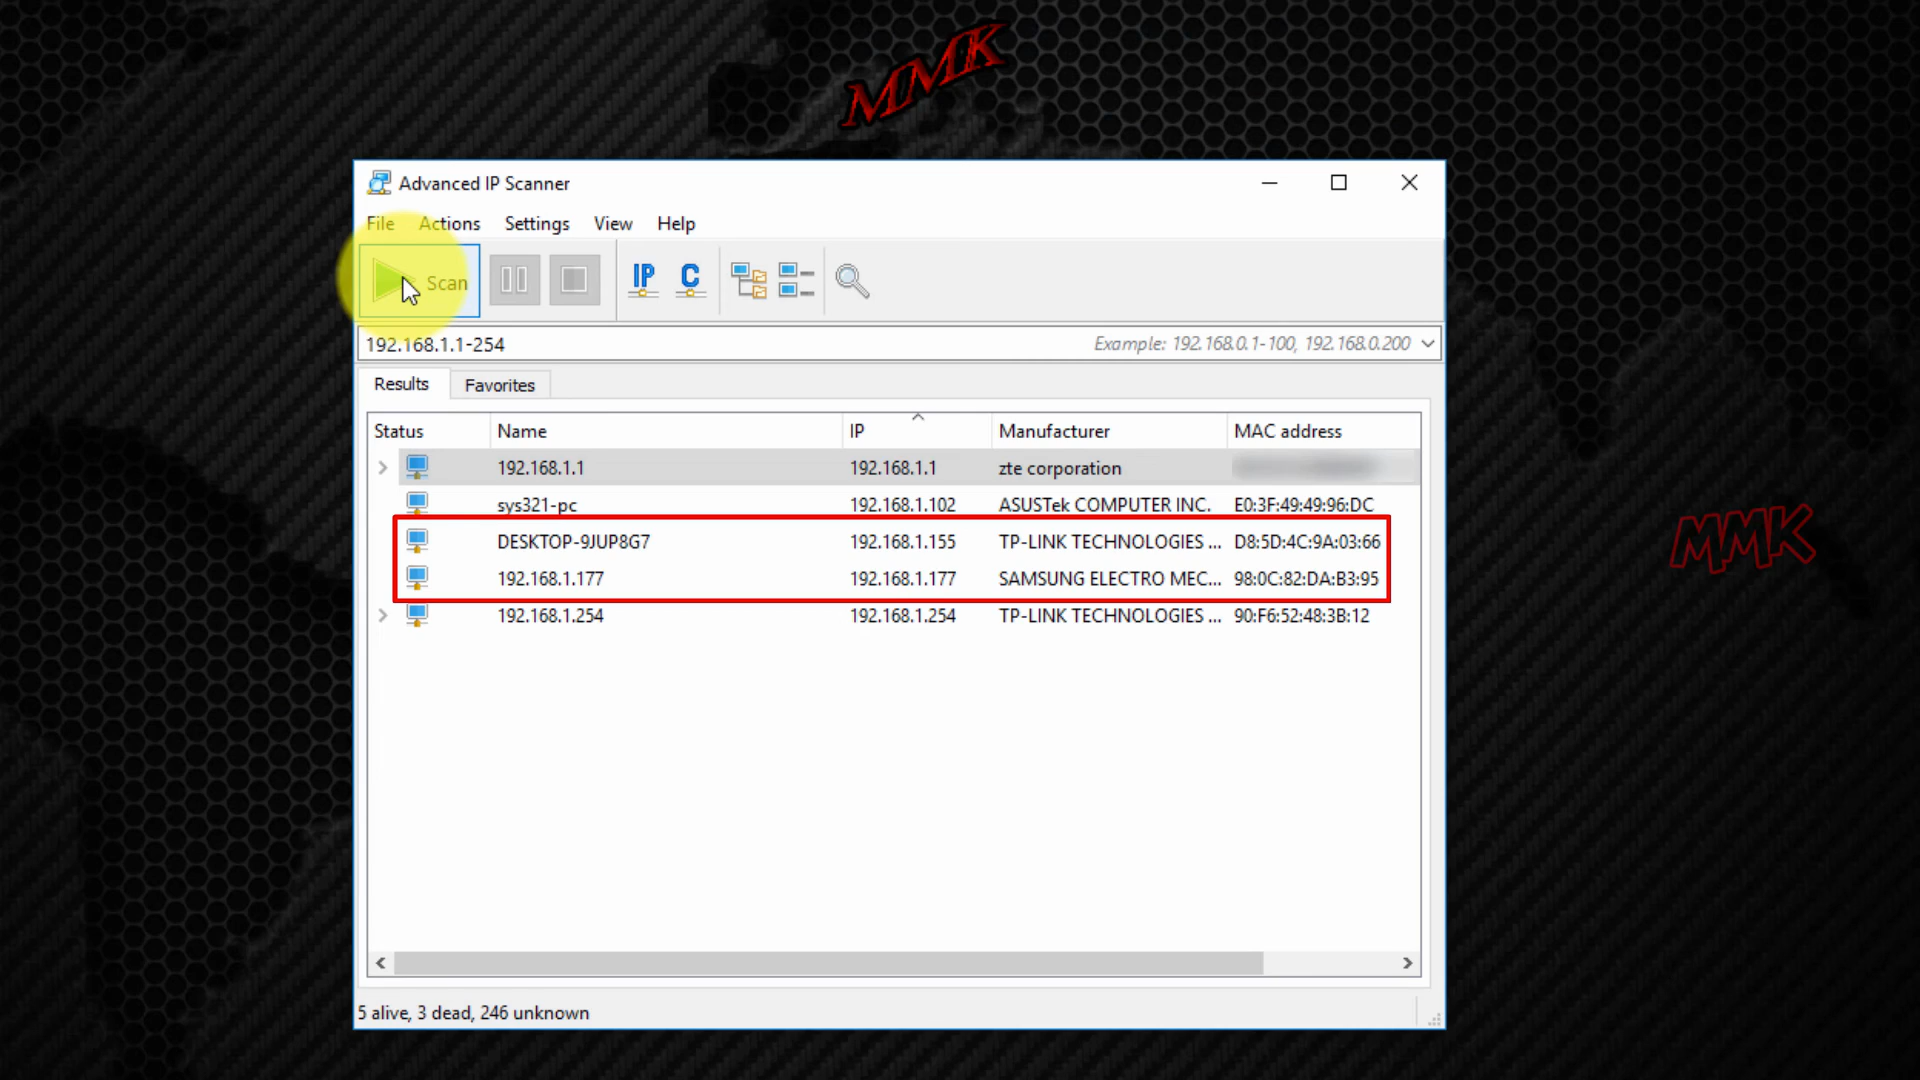 MMK
Advanced IP Scanner
File Actions Settings View Help
Scan IP C
192.168.1.1-254 Example: 192.168.0.1-100, 192.168.0.200
Results Favorites
Status Name IP Manufacturer MAC address
192.168.1.1 192.168.1.1 zte corporation
sys321-pc 192.168.1.102 ASUSTek COMPUTER INC. E0:3F:49:49:96:DC
DESKTOP-9JUP8G7 192.168.1.155 TP-LINK TECHNOLOGIES ... D8:5D:4C:9A:03:66
192.168.1.177 192.168.1.177 SAMSUNG ELECTRO MEC... 98:0C:82:DA:B3:95
192.168.1.254 192.168.1.254 TP-LINK TECHNOLOGIES ... 90:F6:52:48:3B:12
MMK
5 alive, 3 dead, 246 unknown